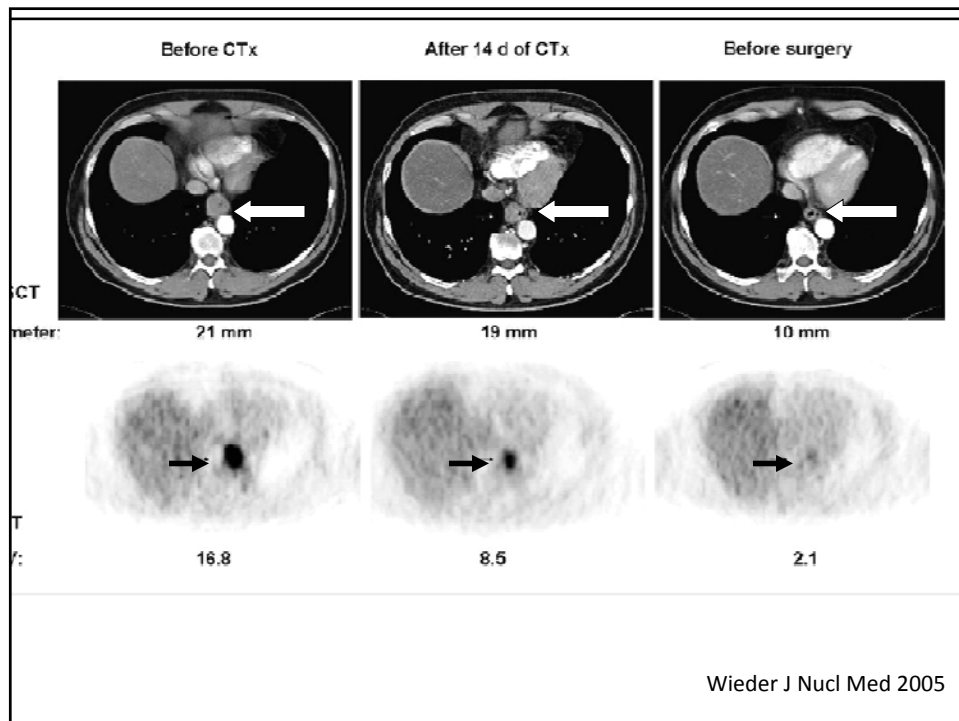 Before CTx After 14 d of CTx Before surgery
SCT
meter: 21 mm 19 mm 10 mm
T
/: 16.8 8.5 2.1
Wieder J Nucl Med 2005